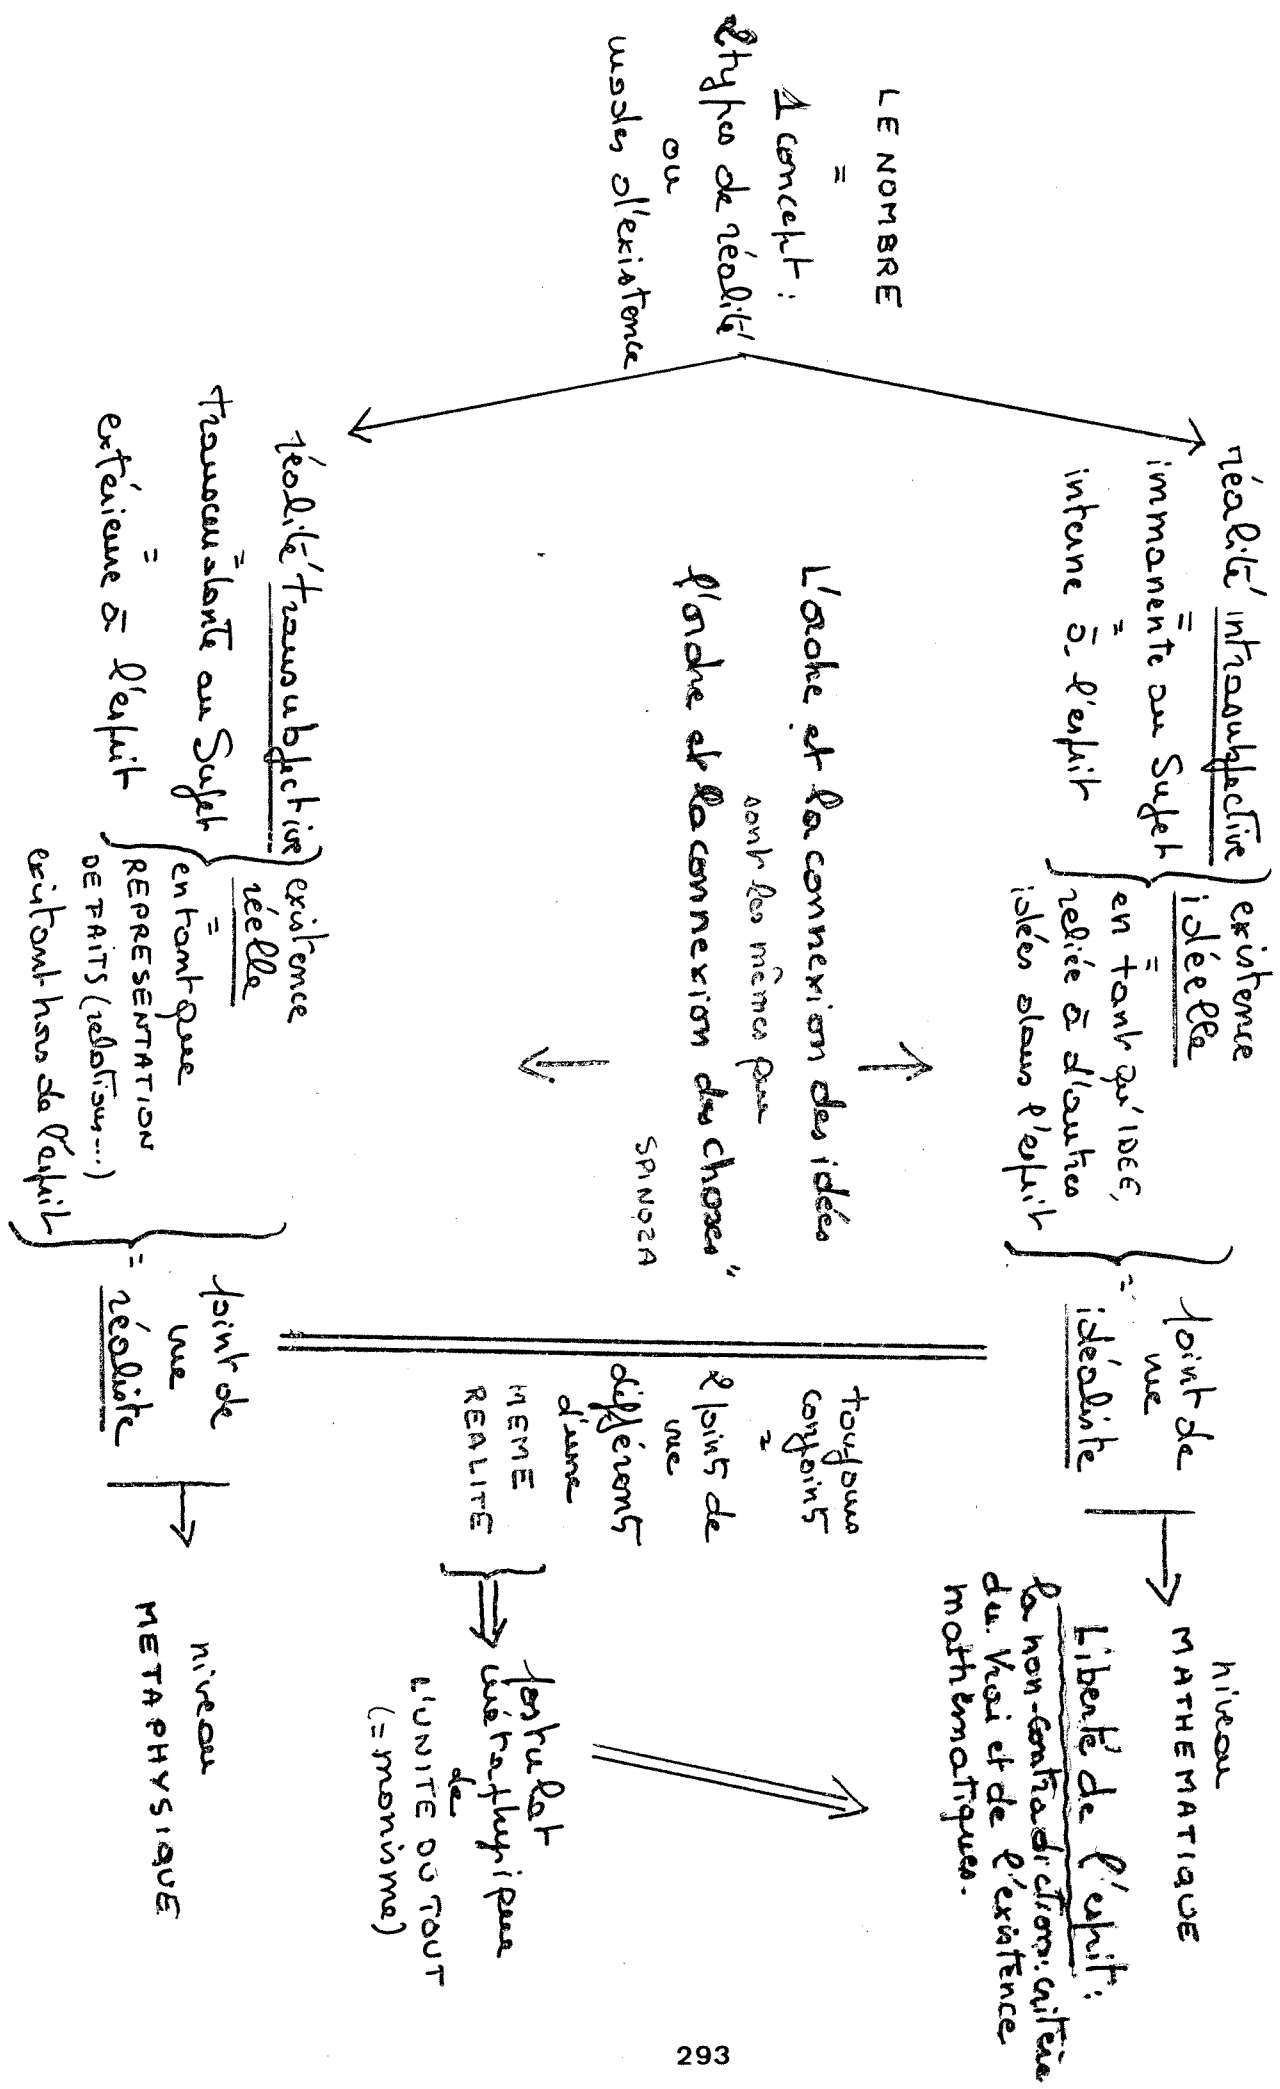 LE NOMBRE
=
1 concept :
2 types de réalité
ou
modes d'existence
réalité intrasubjective
=
immanente au Sujet
=
interne à l'esprit
existence
idéelle
=
en tant qu'IDEE,
reliée à d'autres
idées dans l'esprit
=
point de
vue
idéaliste
niveau
MATHEMATIQUE
Liberté de l'esprit :
la non-contradiction : critère
du Vrai et de l'existence
mathématiques.
L'ordre et la connexion des idées
sont les mêmes que
l'ordre et la connexion des choses"
SPINOZA
toujours
conjoints
=
2 points de
vue
différents
d'une
MEME
REALITE
postulat
métaphysique
de
L'UNITE DU TOUT
(= monisme)
réalité transubjective
=
transcendante au Sujet
=
extérieure à l'esprit
existence
réelle
=
en tant que
REPRESENTATION
DE FAITS (relations...)
existant hors de l'esprit
=
point de
vue
réaliste
niveau
METAPHYSIQUE
293